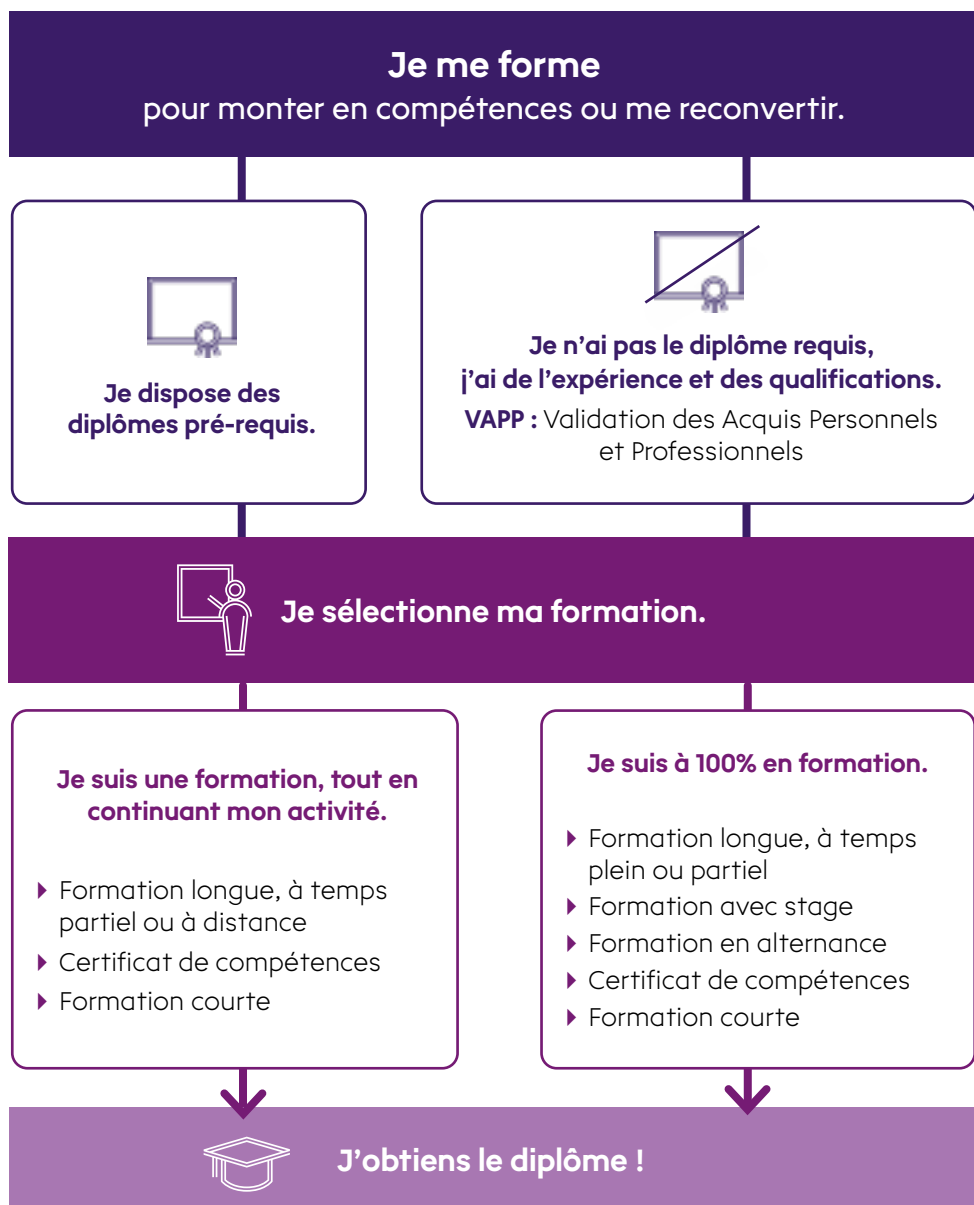 Je me forme
pour monter en compétences ou me reconvertir.
Je dispose des
diplômes pré-requis.
Je n’ai pas le diplôme requis,
j’ai de l’expérience et des qualifications.
VAPP : Validation des Acquis Personnels
et Professionnels
Je sélectionne ma formation.
Je suis une formation, tout en
continuant mon activité.
Formation longue, à temps
partiel ou à distance
Certificat de compétences
Formation courte
Je suis à 100% en formation.
Formation longue, à temps
plein ou partiel
Formation avec stage
Formation en alternance
Certificat de compétences
Formation courte
J’obtiens le diplôme !